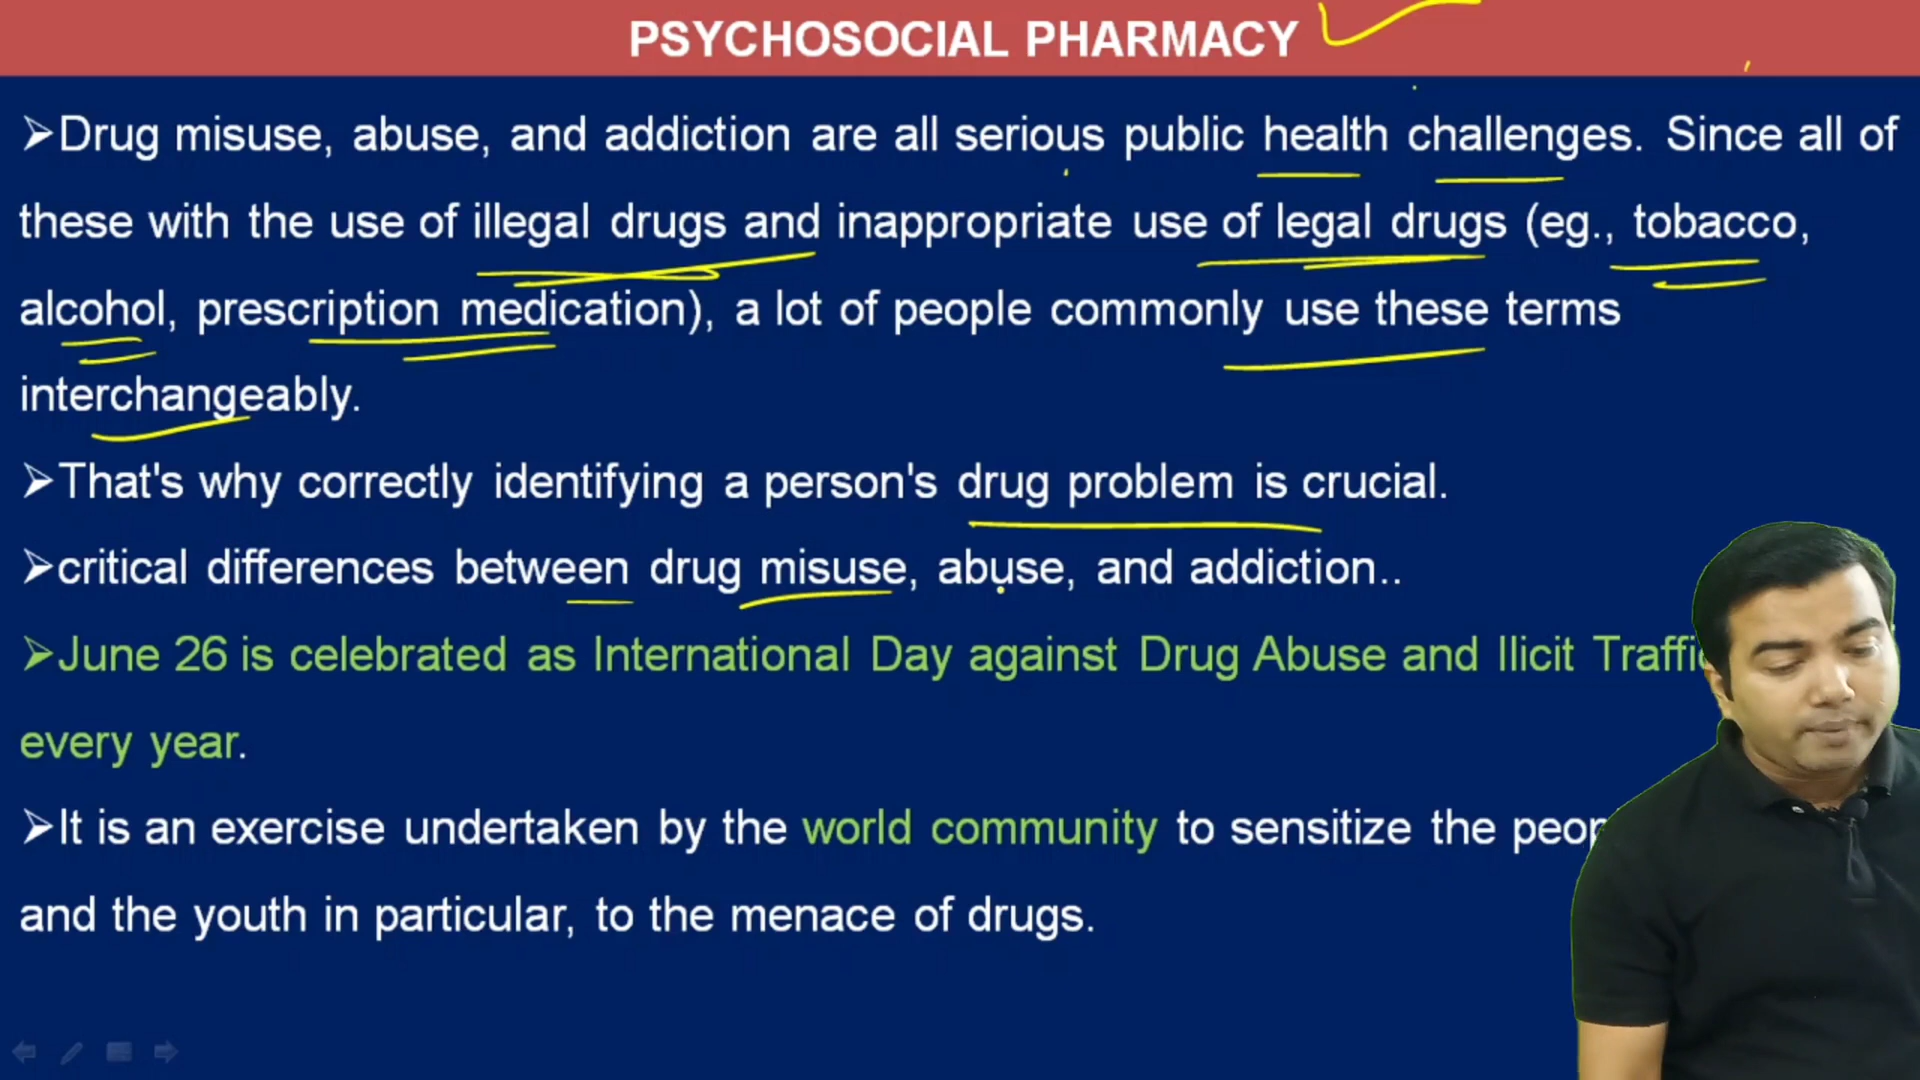 PSYCHOSOCIAL PHARMACY
➢Drug misuse, abuse, and addiction are all serious public health challenges. Since all of
these with the use of illegal drugs and inappropriate use of legal drugs (eg., tobacco,
alcohol, prescription medication), a lot of people commonly use these terms
interchangeably.
➢That's why correctly identifying a person's drug problem is crucial.
➢critical differences between drug misuse, abuse, and addiction..
➢June 26 is celebrated as International Day against Drug Abuse and Ilicit
every year.
➢It is an exercise undertaken by the world community to sensitize the
and the youth in particular, to the menace of drugs.